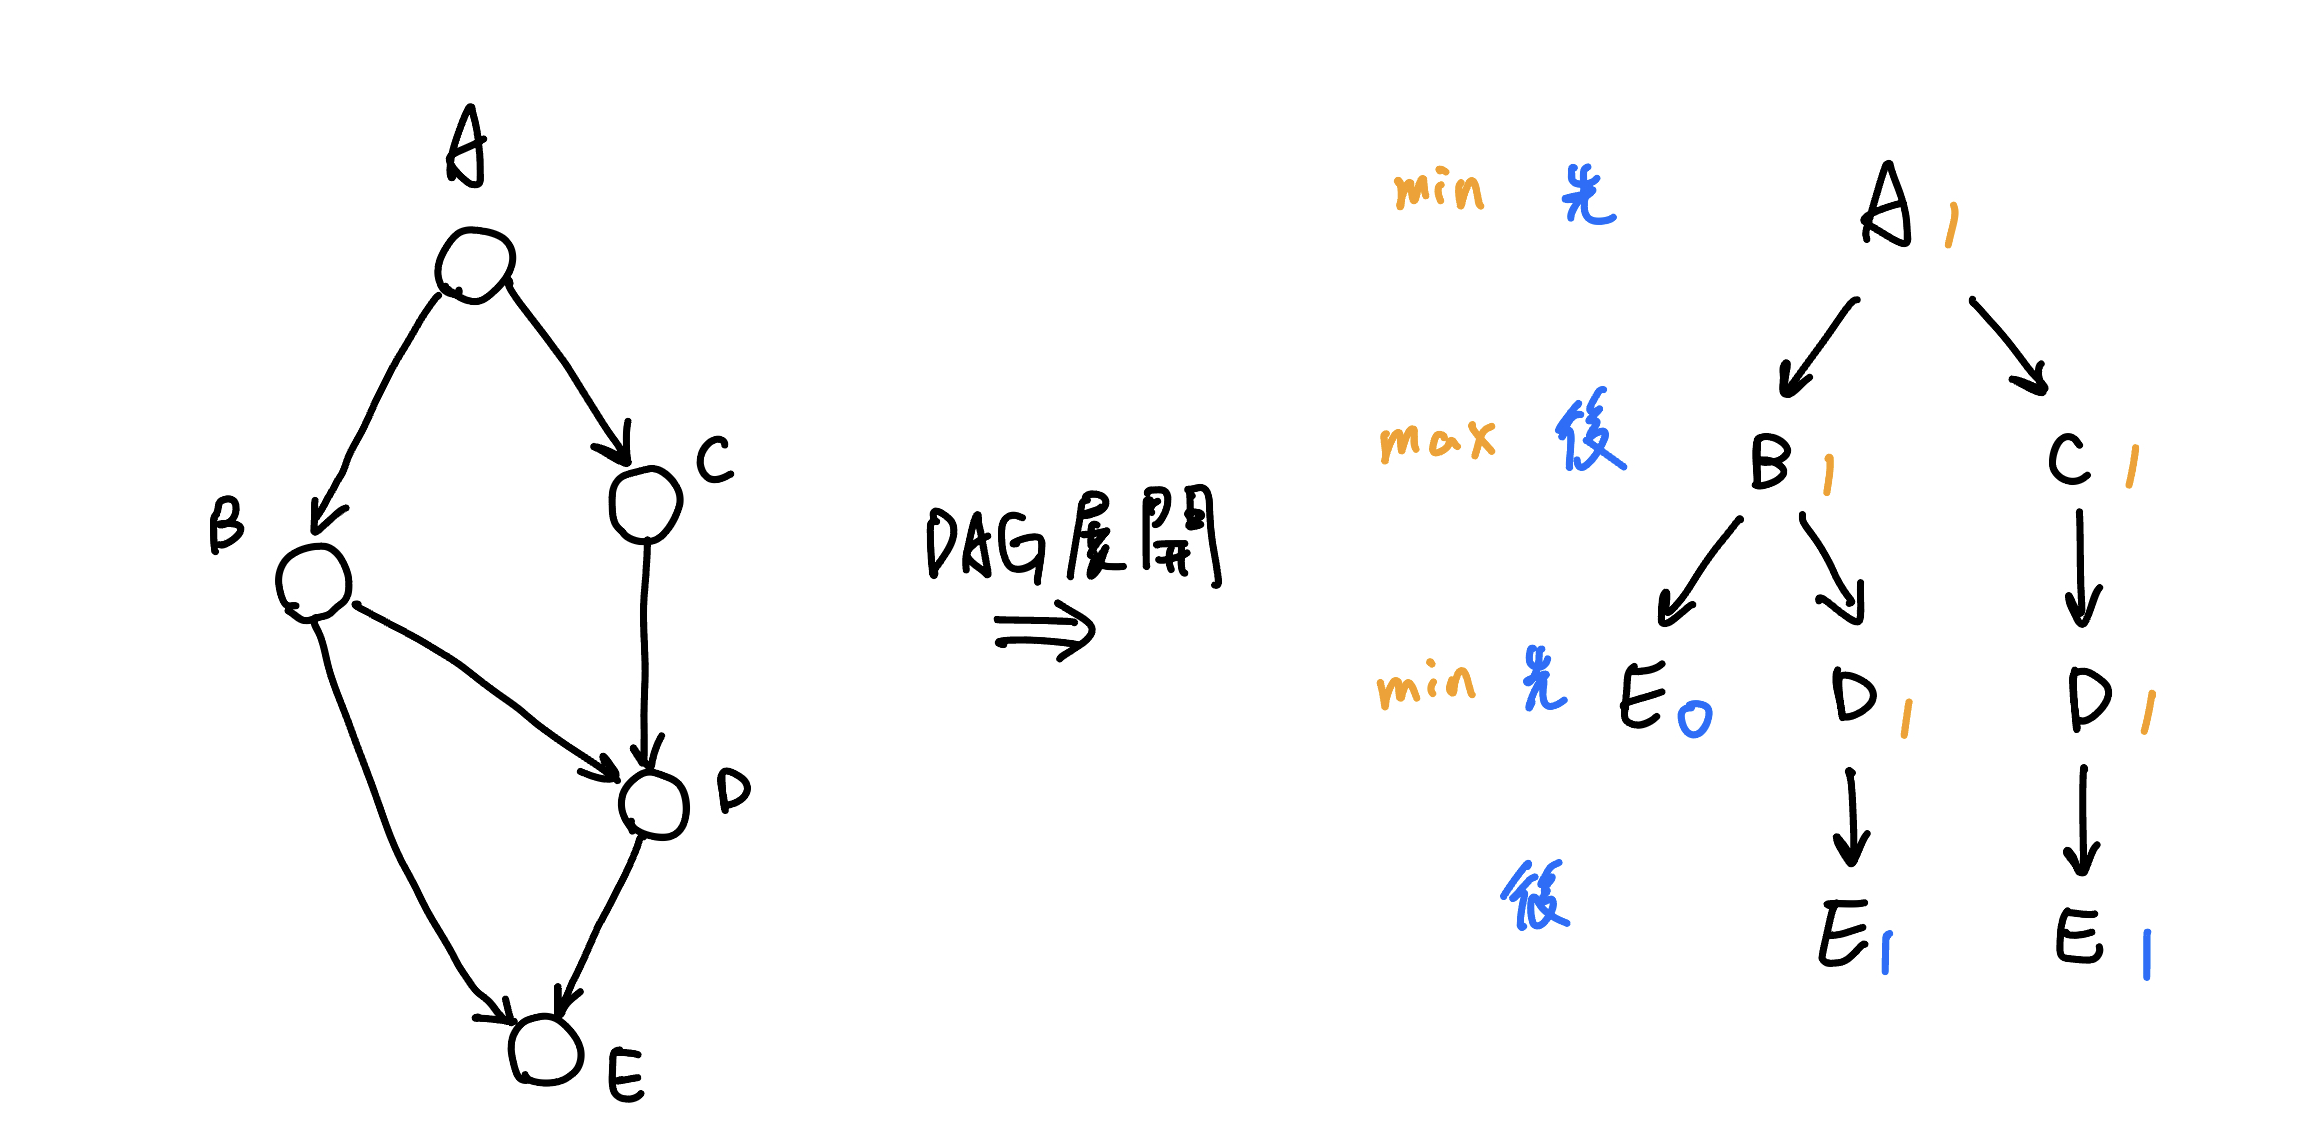 A
B
C
D
E
DAG展開
min 先 A 1
max 後 B 1 C 1
min 先 E 0 D 1 D 1
後 E 1 E 1